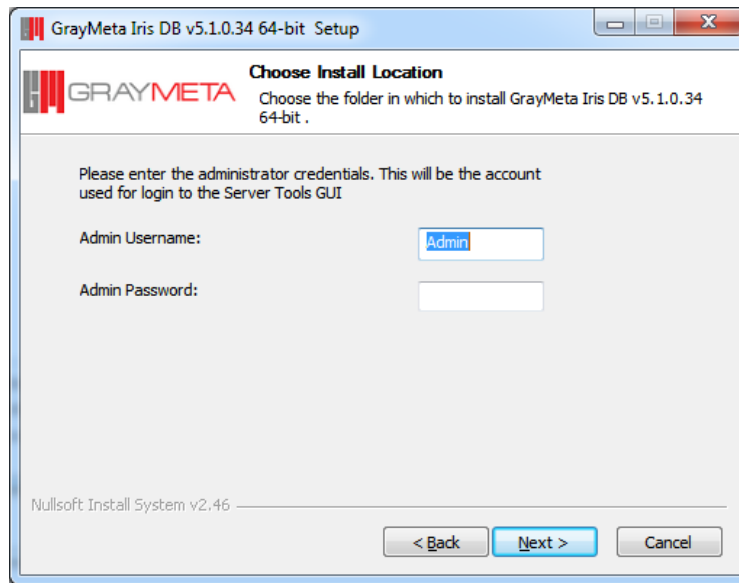 GrayMeta Iris DB v5.1.0.34 64-bit Setup
GRAYMETA
Choose Install Location
Choose the folder in which to install GrayMeta Iris DB v5.1.0.34
64-bit .
Please enter the administrator credentials. This will be the account
used for login to the Server Tools GUI
Admin Username:
Admin
Admin Password:
Nullsoft Install System v2.46
< Back
Next >
Cancel